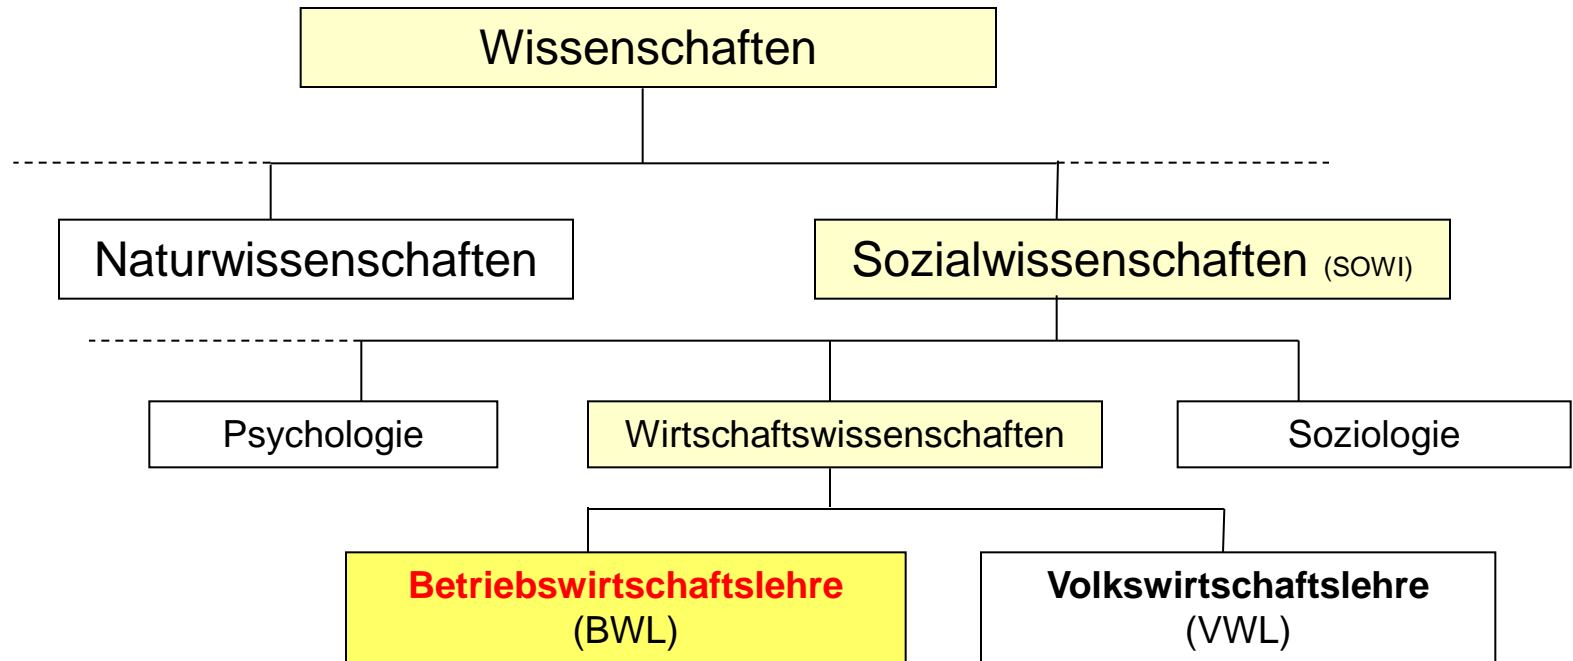 Wissenschaften
Naturwissenschaften
Sozialwissenschaften (SOWI)
Psychologie
Wirtschaftswissenschaften
Soziologie
Betriebswirtschaftslehre
(BWL)
Volkswirtschaftslehre
(VWL)